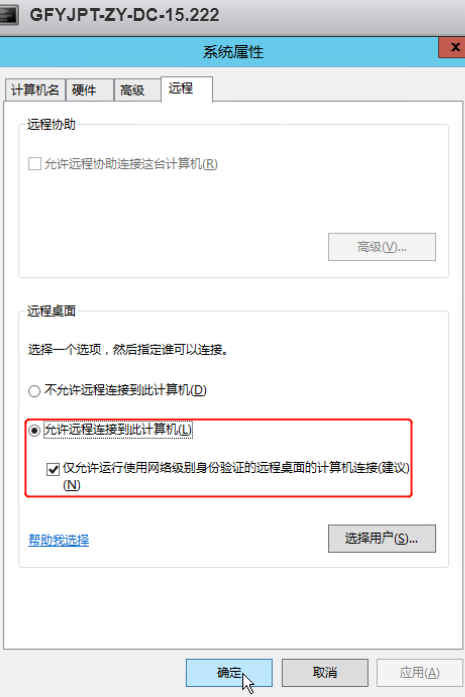 GFYJPT-ZY-DC-15.222
系统属性
x
计算机名 硬件 高级 远程
远程协助
允许远程协助连接这台计算机(R)
高级(V)...
远程桌面
选择一个选项，然后指定谁可以连接。
不允许远程连接到此计算机(D)
允许远程连接到此计算机(L)
仅允许运行使用网络级别身份验证的远程桌面的计算机连接(建议)
(N)
帮助我选择 选择用户(S)...
确定 取消 应用(A)